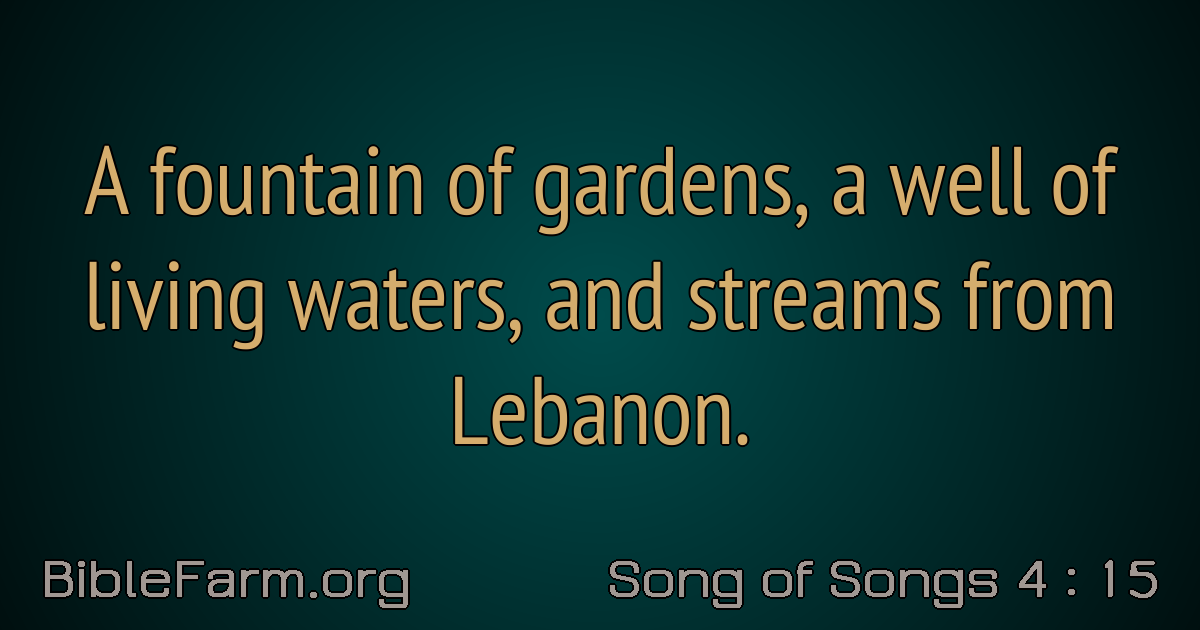 A fountain of gardens, a well of
living waters, and streams from
Lebanon.
BibleFarm.org
Song of Songs 4 : 15